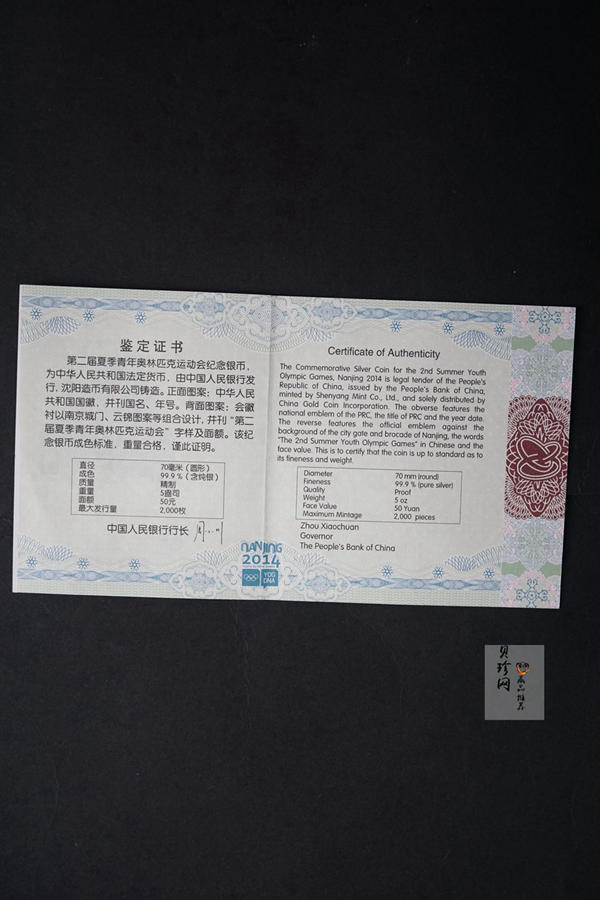 鉴定证书
第二届夏季青年奥林匹克运动会纪念银币，
为中华人民共和国法定货币，由中国人民银行发
行，沈阳造币有限公司铸造。正面图案：中华人民
共和国国徽，并刊国名、年号。背面图案：会徽
衬以南京城门、云锦图案等组合设计，并刊“第二
届夏季青年奥林匹克运动会”字样及面额。该纪
念银币成色标准，重量合格，谨此证明。
直径 70毫米（圆形）
成色 99.9％（含纯银）
质量 精制
重量 5盎司
面额 50元
最大发行量 2,000枚
中国人民银行行长
Certificate of Authenticity
The Commemorative Silver Coin for the 2nd Summer Youth
Olympic Games, Nanjing 2014 is legal tender of the People's
Republic of China, issued by the People's Bank of China,
minted by Shenyang Mint Co., Ltd., and solely distributed by
China Gold Coin Incorporation. The obverse features the
national emblem of the PRC, the title of PRC and the year date.
The reverse features the official emblem against the
background of the city gate and brocade of Nanjing, the words
"The 2nd Summer Youth Olympic Games" in Chinese and the
face value. This is to certify that the coin is up to standard as to
its fineness and weight.
Diameter 70 mm (round)
Fineness 99.9 % (pure silver)
Quality Proof
Weight 5 oz
Face Value 50 Yuan
Maximum Mintage 2,000 pieces
Zhou Xiaochuan
Governor
The People's Bank of China
NANJING
2014
YOG
DNA
贝珍网
藏品推荐